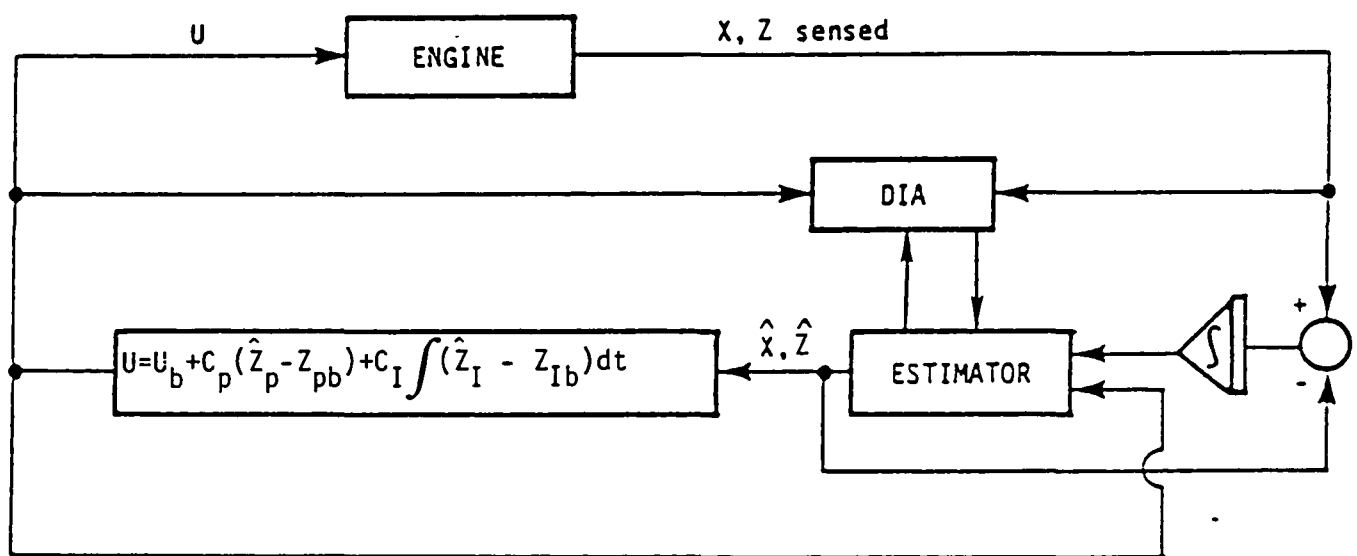 U
X, Z sensed
ENGINE
DIA
+
∫
-
X̂, Ẑ
U=U_b+C_p(Ẑ_p-Z_pb)+C_I∫(Ẑ_I - Z_Ib)dt
ESTIMATOR